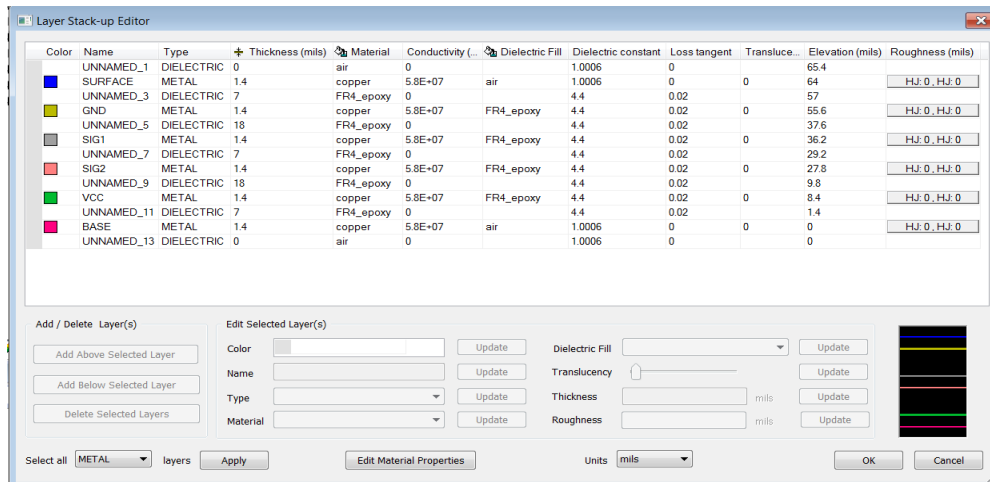 Layer Stack-up Editor
Color Name Type Thickness (mils) Material Conductivity (... Dielectric Fill Dielectric constant Loss tangent Transluce... Elevation (mils) Roughness (mils)
UNNAMED_1 DIELECTRIC 0 air 0 1.0006 0 65.4
SURFACE METAL 1.4 copper 5.8E+07 air 1.0006 0 0 64 HJ: 0 , HJ: 0
UNNAMED_3 DIELECTRIC 7 FR4_epoxy 0 4.4 0.02 57
GND METAL 1.4 copper 5.8E+07 FR4_epoxy 4.4 0.02 0 55.6 HJ: 0 , HJ: 0
UNNAMED_5 DIELECTRIC 18 FR4_epoxy 0 4.4 0.02 37.6
SIG1 METAL 1.4 copper 5.8E+07 FR4_epoxy 4.4 0.02 0 36.2 HJ: 0 , HJ: 0
UNNAMED_7 DIELECTRIC 7 FR4_epoxy 0 4.4 0.02 29.2
SIG2 METAL 1.4 copper 5.8E+07 FR4_epoxy 4.4 0.02 0 27.8 HJ: 0 , HJ: 0
UNNAMED_9 DIELECTRIC 18 FR4_epoxy 0 4.4 0.02 9.8
VCC METAL 1.4 copper 5.8E+07 FR4_epoxy 4.4 0.02 0 8.4 HJ: 0 , HJ: 0
UNNAMED_11 DIELECTRIC 7 FR4_epoxy 0 4.4 0.02 1.4
BASE METAL 1.4 copper 5.8E+07 air 1.0006 0 0 0 HJ: 0 , HJ: 0
UNNAMED_13 DIELECTRIC 0 air 0 1.0006 0 0
Add / Delete Layer(s) Edit Selected Layer(s)
Color Update Dielectric Fill Update
Add Above Selected Layer
Name Update Translucency Update
Add Below Selected Layer
Type Update Thickness mils Update
Delete Selected Layers
Material Update Roughness mils Update
Select all METAL layers Apply Edit Material Properties Units mils OK Cancel